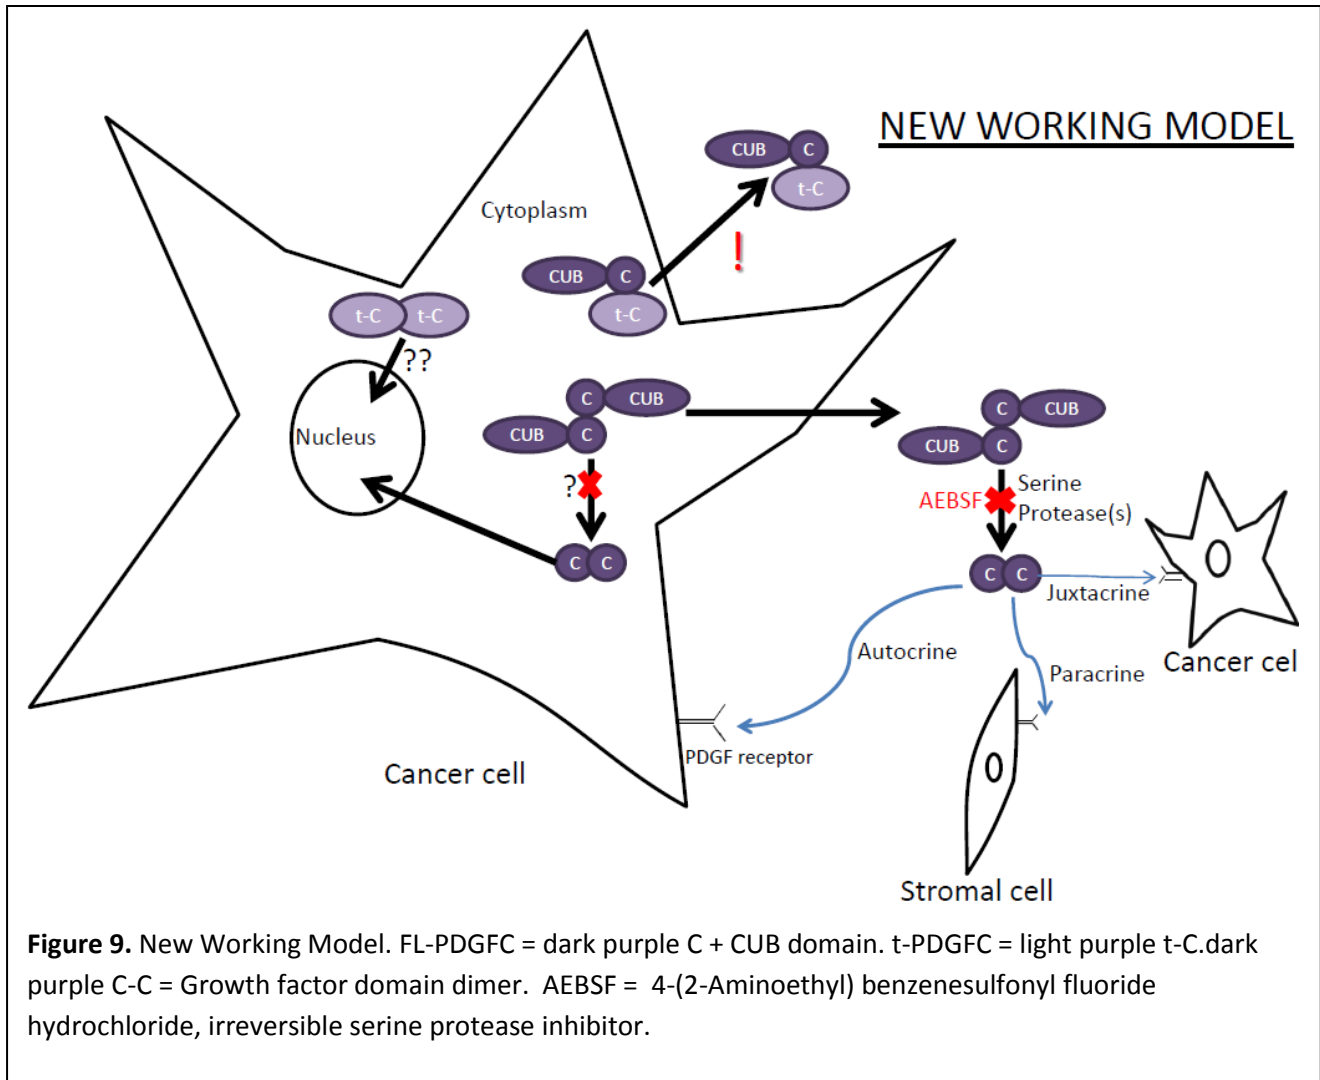 NEW WORKING MODEL
CUB C
t-C
Cytoplasm
!
CUB C
t-C
t-C t-C
??
Nucleus
C CUB
CUB C
?
C C
C CUB
CUB C
AEBSF
Serine
Protease(s)
C C
Juxtacrine
Autocrine
Paracrine
Cancer cel
PDGF receptor
Cancer cell
Stromal cell
Figure 9. New Working Model. FL-PDGFC = dark purple C + CUB domain. t-PDGFC = light purple t-C.dark
purple C-C = Growth factor domain dimer. AEBSF = 4-(2-Aminoethyl) benzenesulfonyl fluoride
hydrochloride, irreversible serine protease inhibitor.